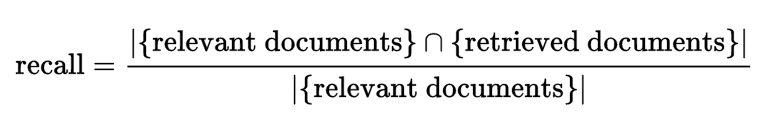 recall = |{relevant documents} ∩ {retrieved documents}|
|{relevant documents}|